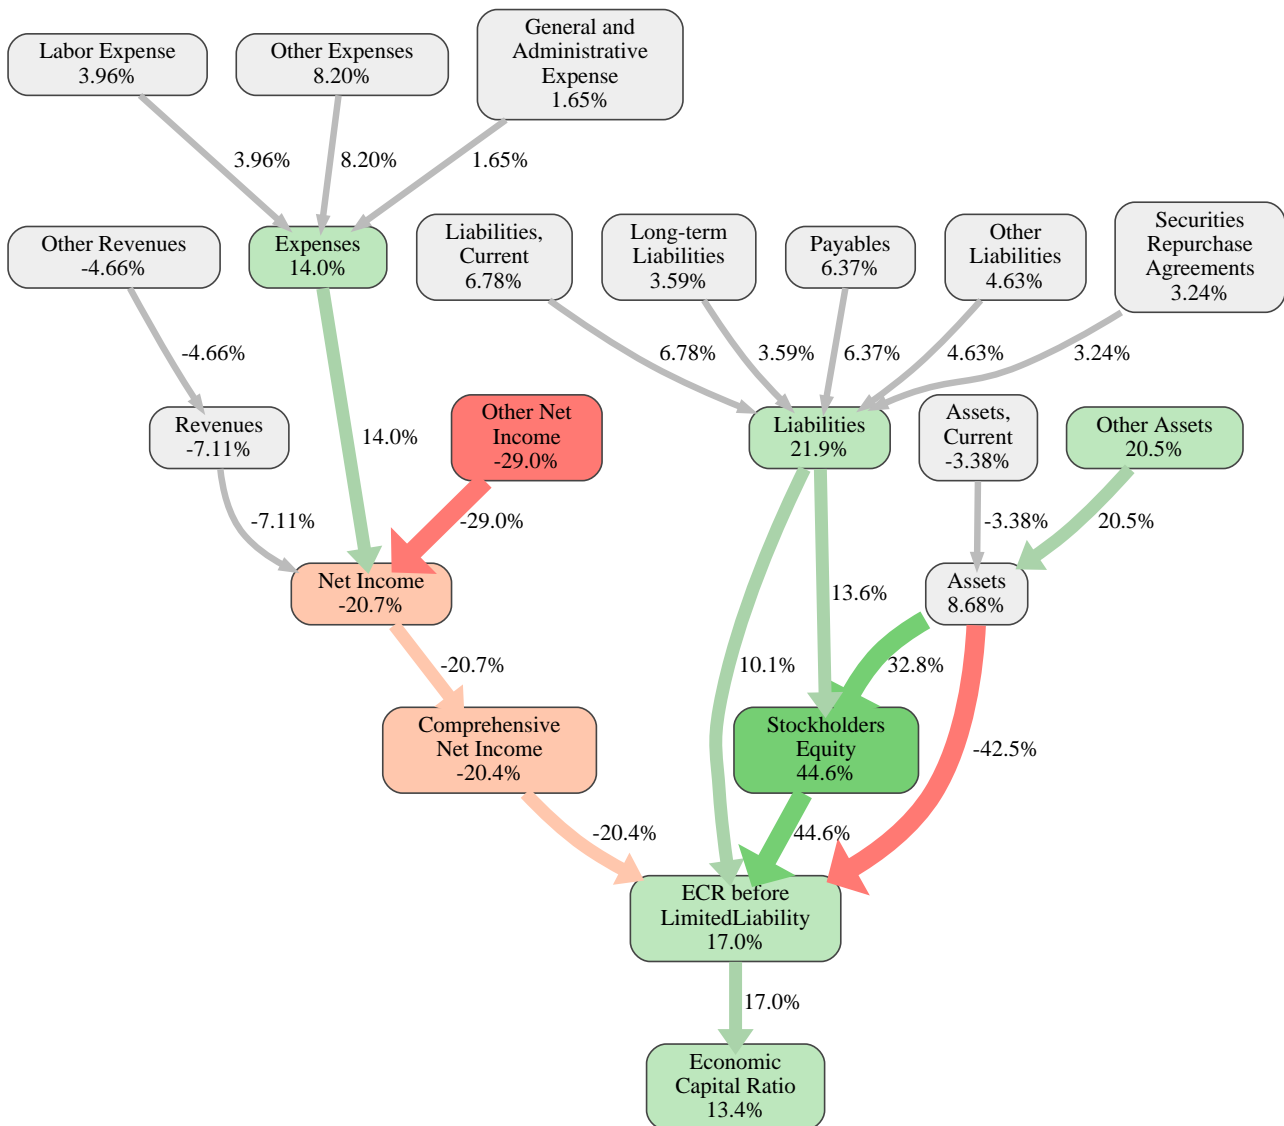 Labor Expense
3.96%
Other Expenses
8.20%
General and
Administrative
Expense
1.65%
3.96%
8.20%
1.65%
Other Revenues
-4.66%
Expenses
14.0%
Liabilities,
Current
6.78%
Long-term
Liabilities
3.59%
Payables
6.37%
Other
Liabilities
4.63%
Securities
Repurchase
Agreements
3.24%
-4.66%
6.78%
3.59%
6.37%
4.63%
3.24%
Revenues
-7.11%
14.0%
Other Net
Income
-29.0%
Liabilities
21.9%
Assets,
Current
-3.38%
Other Assets
20.5%
-7.11%
-29.0%
-3.38%
20.5%
Net Income
-20.7%
13.6%
Assets
8.68%
-20.7%
10.1%
32.8%
Comprehensive
Net Income
-20.4%
Stockholders
Equity
44.6%
-42.5%
-20.4%
44.6%
ECR before
LimitedLiability
17.0%
17.0%
Economic
Capital Ratio
13.4%